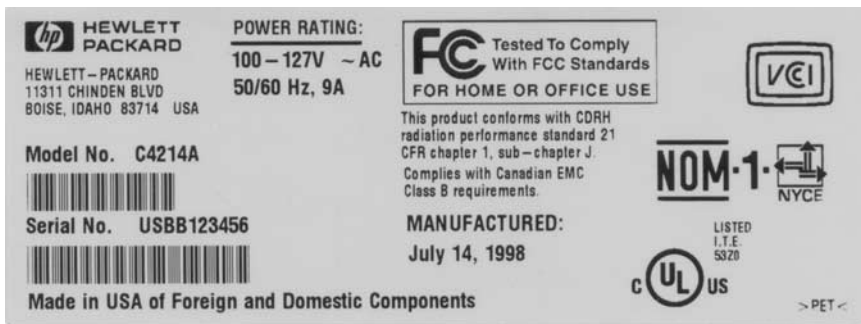 hp HEWLETT
PACKARD
HEWLETT-PACKARD
11311 CHINDEN BLVD
BOISE, IDAHO 83714 USA
Model No. C4214A
Serial No. USBB123456
Made in USA of Foreign and Domestic Components
POWER RATING:
100-127V ~ AC
50/60 Hz, 9A
FCC Tested To Comply
With FCC Standards
FOR HOME OR OFFICE USE
This product conforms with CDRH
radiation performance standard 21
CFR chapter 1, sub-chapter J.
Complies with Canadian EMC
Class B requirements.
MANUFACTURED:
July 14, 1998
VCI
NOM-1-
NYCE
LISTED
I.T.E.
53Z0
C UL US
>PET<